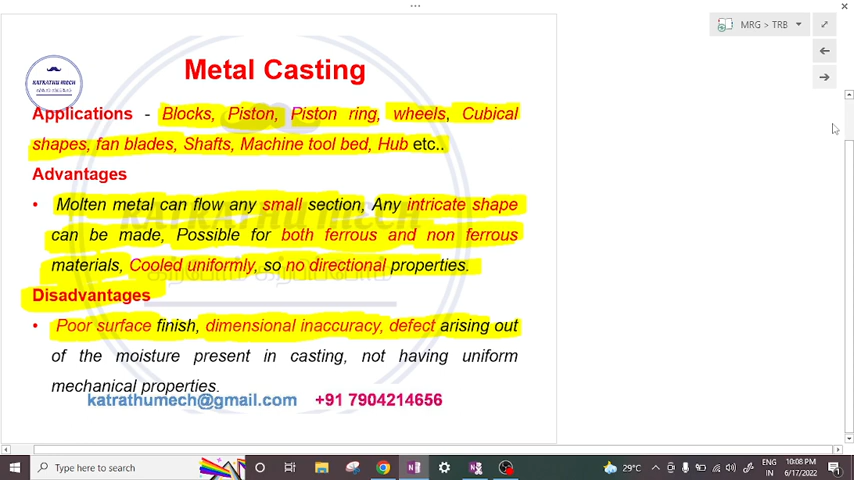 MRG > TRB
KATRATHU MECH
Metal Casting
Applications - Blocks, Piston, Piston ring, wheels, Cubical
shapes, fan blades, Shafts, Machine tool bed, Hub etc..
Advantages
• Molten metal can flow any small section, Any intricate shape
can be made, Possible for both ferrous and non ferrous
materials, Cooled uniformly, so no directional properties.
Disadvantages
• Poor surface finish, dimensional inaccuracy, defect arising out
of the moisture present in casting, not having uniform
mechanical properties.
katrathumech@gmail.com +91 7904214656
KATRATHU MECH
Type here to search
29°C
ENG
IN
10:08 PM
6/17/2022